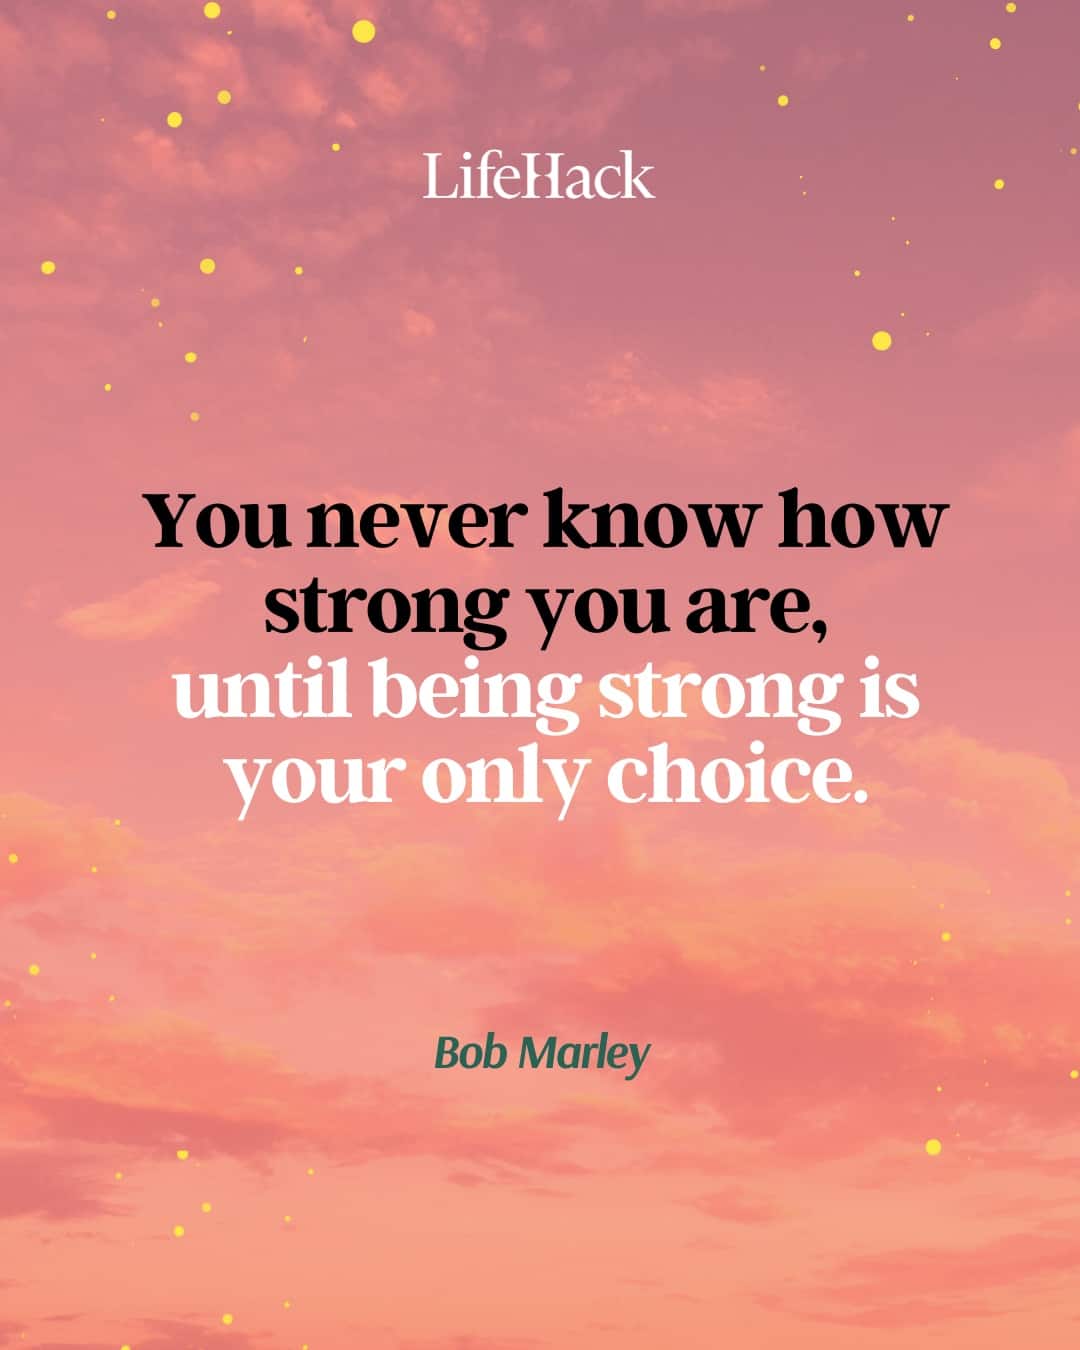 LifeHack
You never know how
strong you are,
until being strong is
your only choice.
Bob Marley